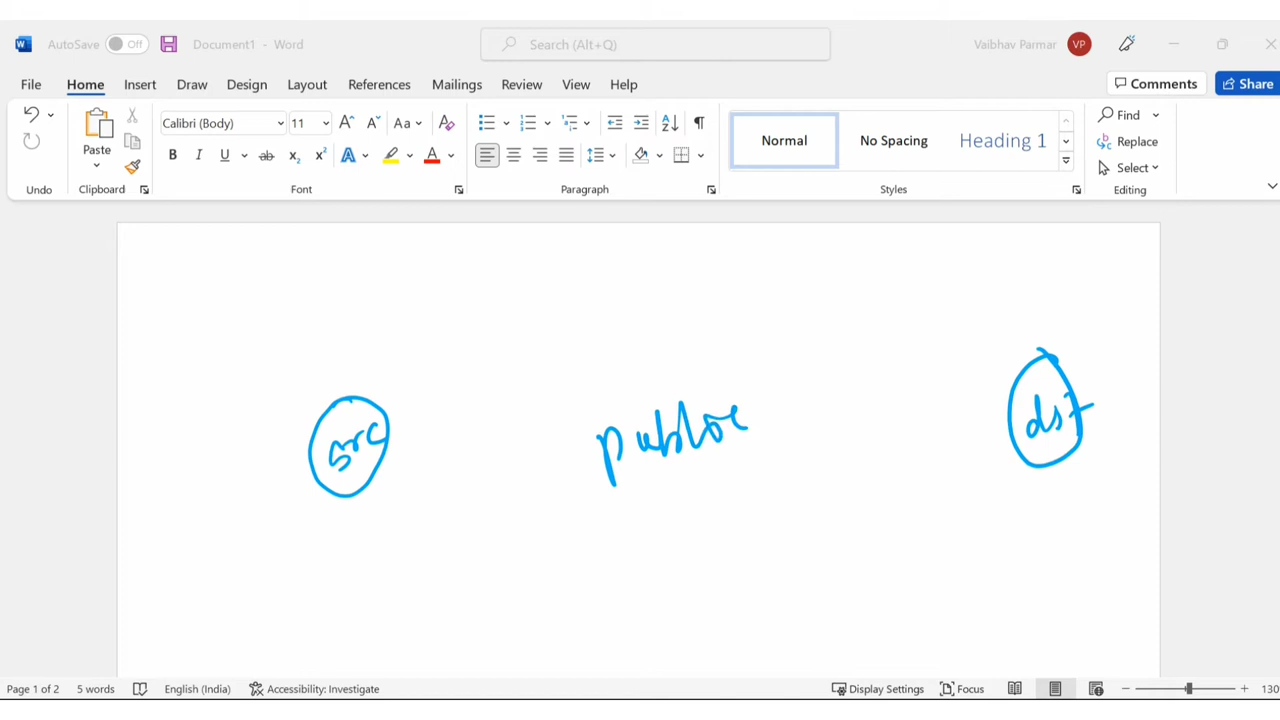 AutoSave Off Document1 - Word Search (Alt+Q) Vaibhav Parmar VP
File Home Insert Draw Design Layout References Mailings Review View Help Comments Share
Paste Calibri (Body) 11 Aa Normal No Spacing Heading 1 Find Replace Select
Undo Clipboard Font Paragraph Styles Editing
src dst
Page 1 of 2 5 words English (India) Accessibility: Investigate Display Settings Focus 130